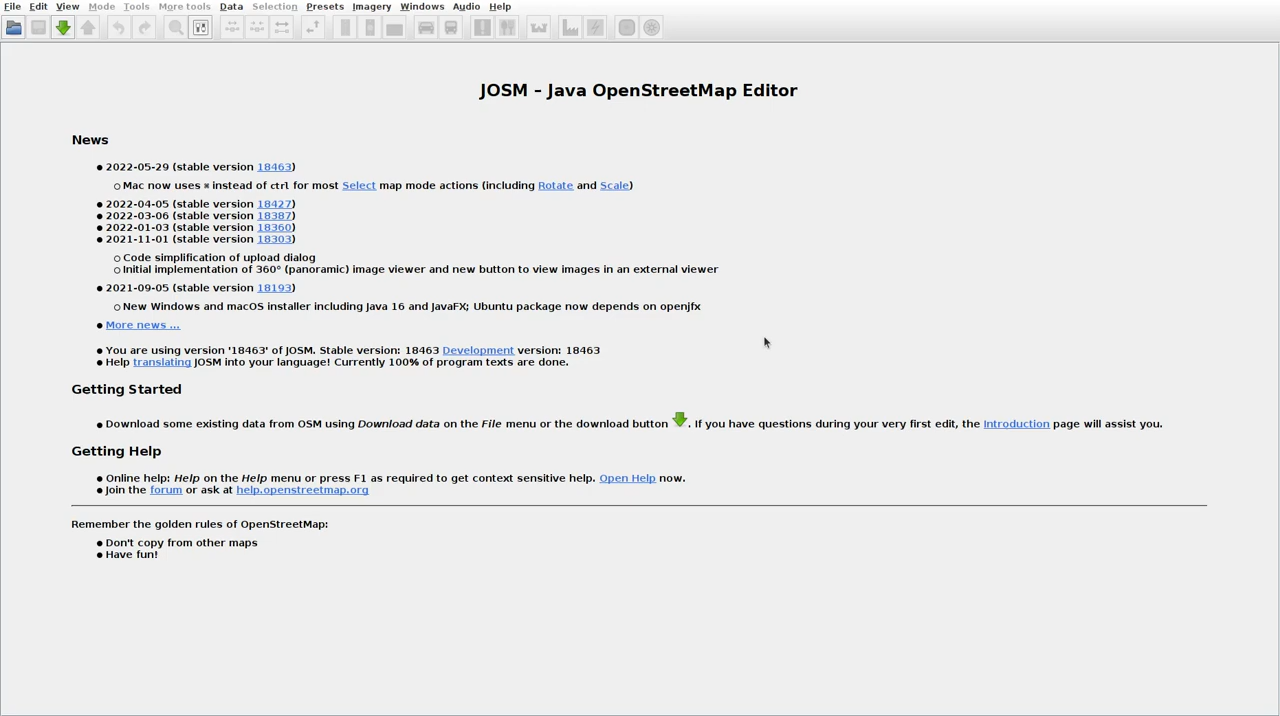 File Edit View Mode Tools More tools Data Selection Presets Imagery Windows Audio Help
JOSM – Java OpenStreetMap Editor
News
2022-05-29 (stable version 18463)
Mac now uses ⌘ instead of ctrl for most Select map mode actions (including Rotate and Scale)
2022-04-05 (stable version 18427)
2022-03-06 (stable version 18387)
2022-01-03 (stable version 18360)
2021-11-01 (stable version 18303)
Code simplification of upload dialog
Initial implementation of 360° (panoramic) image viewer and new button to view images in an external viewer
2021-09-05 (stable version 18193)
New Windows and macOS installer including Java 16 and JavaFX; Ubuntu package now depends on openjfx
More news ...
You are using version '18463' of JOSM. Stable version: 18463 Development version: 18463
Help translating JOSM into your language! Currently 100% of program texts are done.
Getting Started
Download some existing data from OSM using Download data on the File menu or the download button . If you have questions during your very first edit, the Introduction page will assist you.
Getting Help
Online help: Help on the Help menu or press F1 as required to get context sensitive help. Open Help now.
Join the forum or ask at help.openstreetmap.org
Remember the golden rules of OpenStreetMap:
Don't copy from other maps
Have fun!